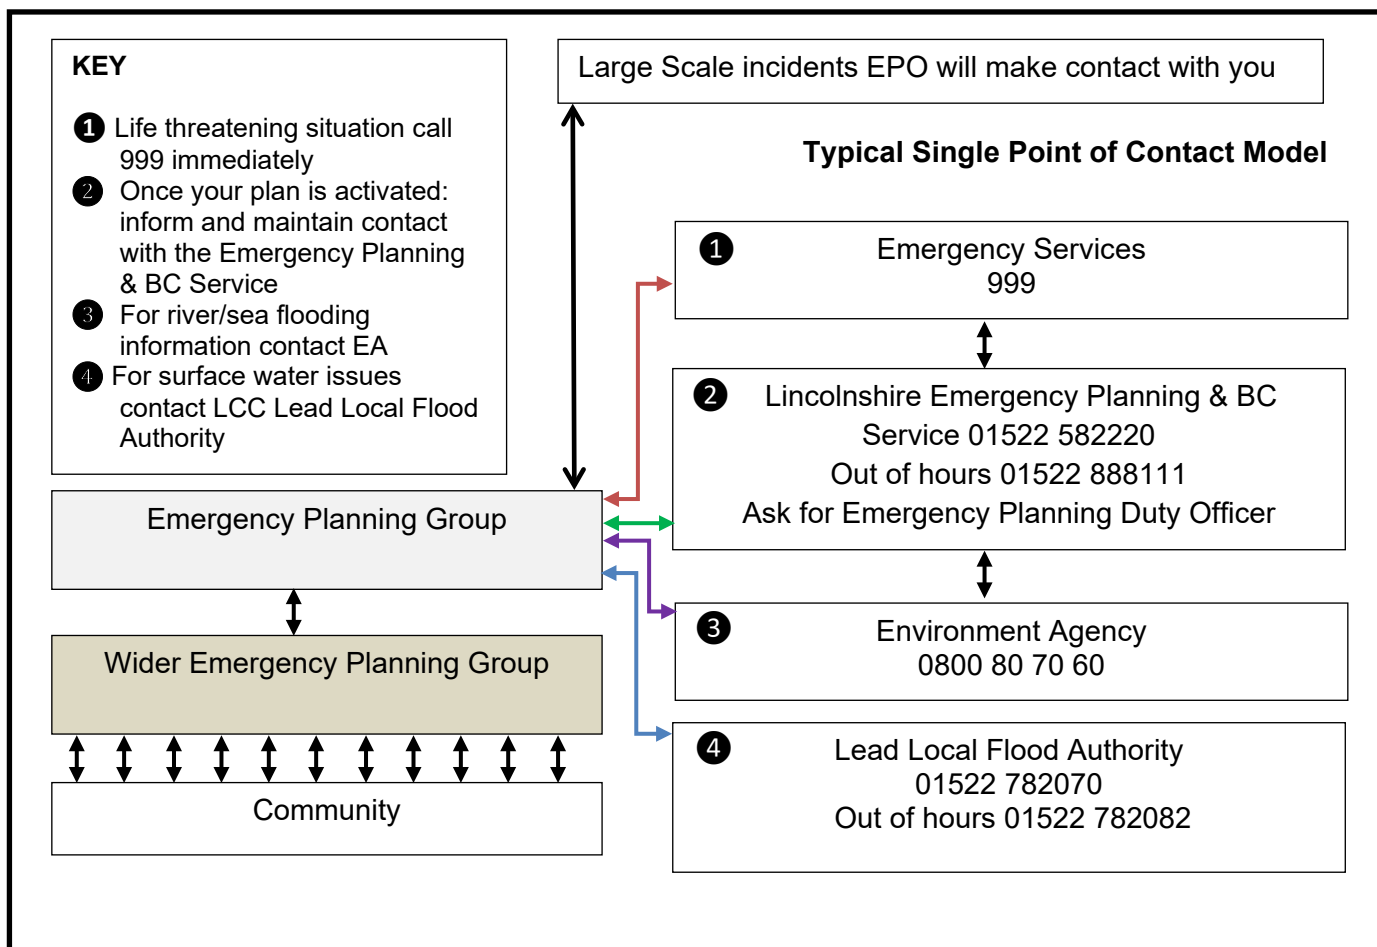 KEY
❶ Life threatening situation call
999 immediately
❷ Once your plan is activated:
inform and maintain contact
with the Emergency Planning
& BC Service
❸ For river/sea flooding
information contact EA
❹ For surface water issues
contact LCC Lead Local Flood
Authority
Large Scale incidents EPO will make contact with you
Typical Single Point of Contact Model
❶ Emergency Services
999
❷ Lincolnshire Emergency Planning & BC
Service 01522 582220
Out of hours 01522 888111
Ask for Emergency Planning Duty Officer
❸ Environment Agency
0800 80 70 60
❹ Lead Local Flood Authority
01522 782070
Out of hours 01522 782082
Emergency Planning Group
Wider Emergency Planning Group
Community